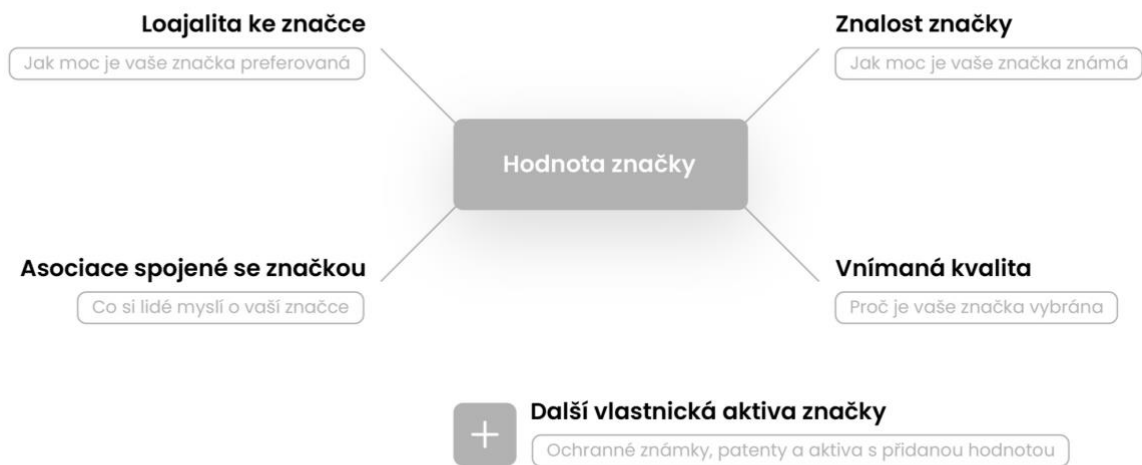 Loajalita ke značce
Jak moc je vaše značka preferovaná
Znalost značky
Jak moc je vaše značka známá
Hodnota značky
Asociace spojené se značkou
Co si lidé myslí o vaší značce
Vnímaná kvalita
Proč je vaše značka vybrána
Další vlastnická aktiva značky
Ochranné známky, patenty a aktiva s přidanou hodnotou